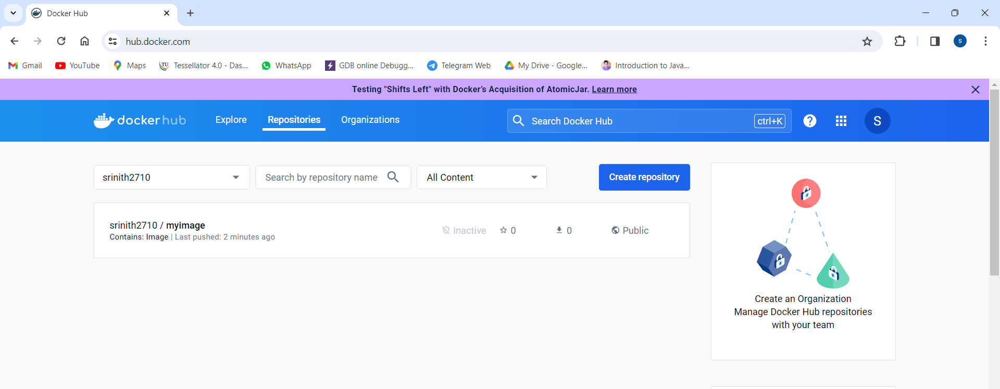 Docker Hub
hub.docker.com
Gmail YouTube Maps Tessellator 4.0 - Das... WhatsApp GDB online Debugg... Telegram Web My Drive - Google... Introduction to Java...
S
Testing "Shifts Left" with Docker’s Acquisition of AtomicJar. Learn more
dockerhub Explore Repositories Organizations Search Docker Hub ctrl+K ? S
srinith2710 Search by repository name All Content Create repository
srinith2710 / myimage Inactive 0 0 Public
Contains: Image | Last pushed: 2 minutes ago
Create an Organization
Manage Docker Hub repositories
with your team